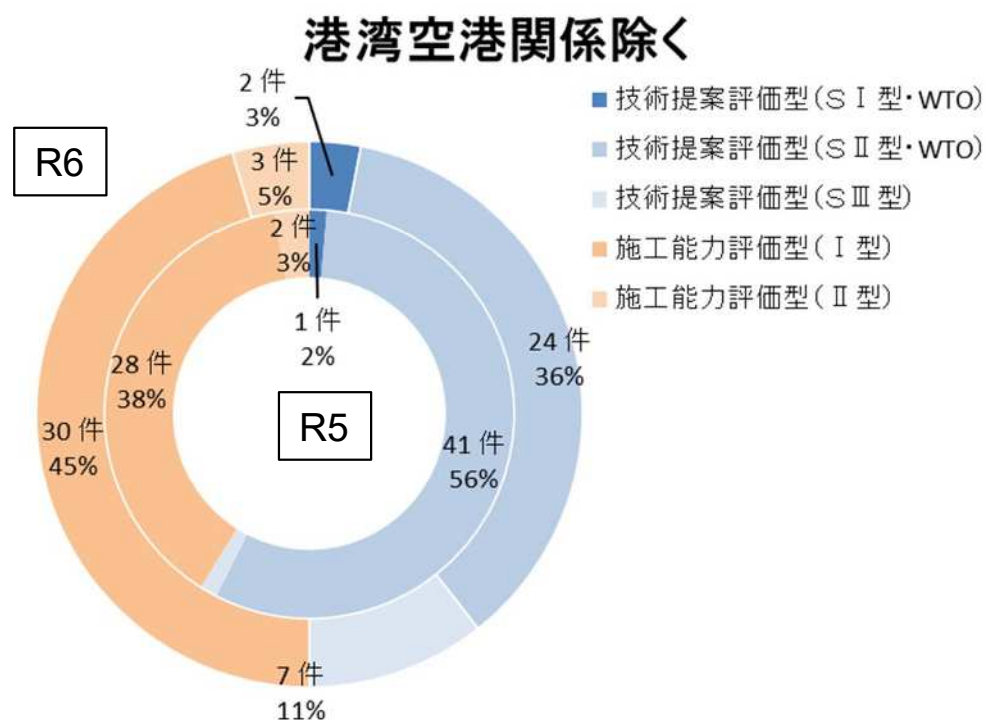 港湾空港関係除く
R6
2 件
3%
3 件
5%
2 件
3%
1 件
2%
28 件
38%
R5
30 件
45%
41 件
56%
24 件
36%
7 件
11%
技術提案評価型(ＳⅠ型･WTO)
技術提案評価型(ＳⅡ型･WTO)
技術提案評価型(ＳⅢ型)
施工能力評価型(Ⅰ型)
施工能力評価型(Ⅱ型)